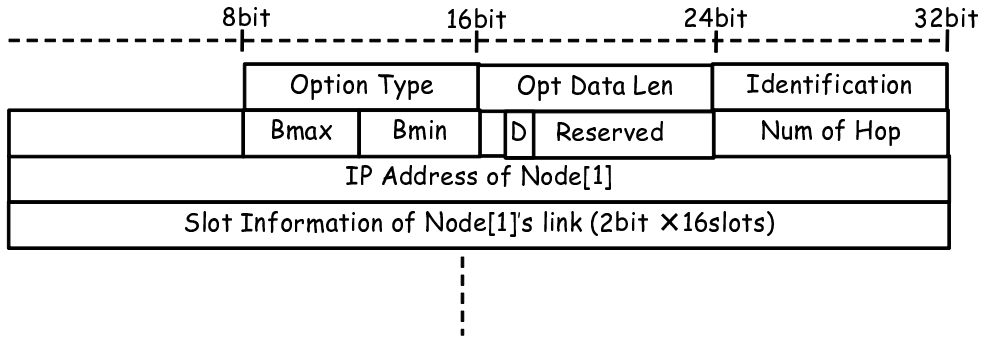 8bit 16bit 24bit 32bit
Option Type Opt Data Len Identification
Bmax Bmin D Reserved Num of Hop
IP Address of Node[1]
Slot Information of Node[1]'s link (2bit ×16slots)